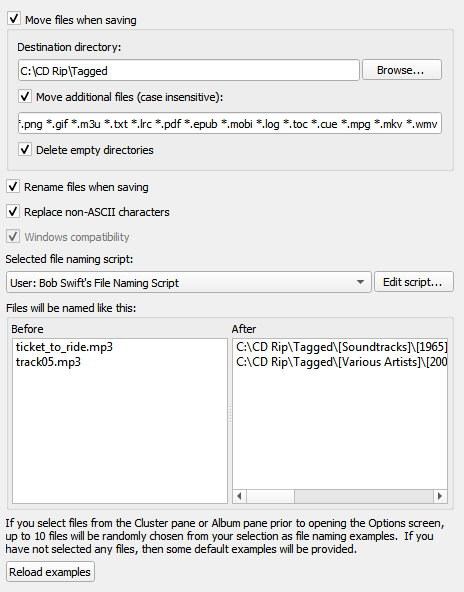 Move files when saving
Destination directory:
C:\CD Rip\Tagged
Browse...
Move additional files (case insensitive):
*.png *.gif *.m3u *.txt *.lrc *.pdf *.epub *.mobi *.log *.toc *.cue *.mpg *.mkv *.wmv
Delete empty directories
Rename files when saving
Replace non-ASCII characters
Windows compatibility
Selected file naming script:
User: Bob Swift's File Naming Script
Edit script...
Files will be named like this:
Before
After
ticket_to_ride.mp3
C:\CD Rip\Tagged\[Soundtracks]\[1965]
track05.mp3
C:\CD Rip\Tagged\[Various Artists]\[200
If you select files from the Cluster pane or Album pane prior to opening the Options screen,
up to 10 files will be randomly chosen from your selection as file naming examples. If you
have not selected any files, then some default examples will be provided.
Reload examples